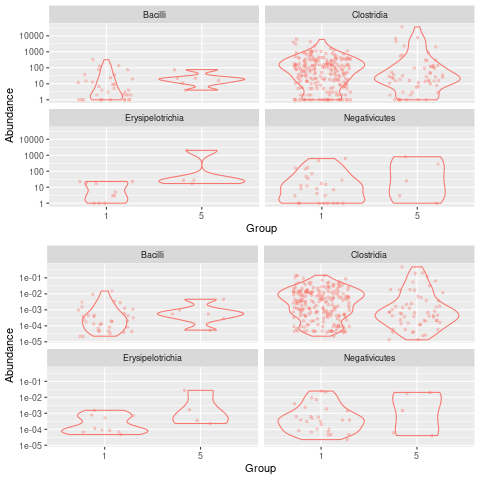 Bacilli Clostridia
10000
1000
100
10
1
Erysipelotrichia Negativicutes
10000
1000
100
10
1
Abundance
1 5 1 5
Group
Bacilli Clostridia
1e-01
1e-02
1e-03
1e-04
1e-05
Erysipelotrichia Negativicutes
1e-01
1e-02
1e-03
1e-04
1e-05
Abundance
1 5 1 5
Group